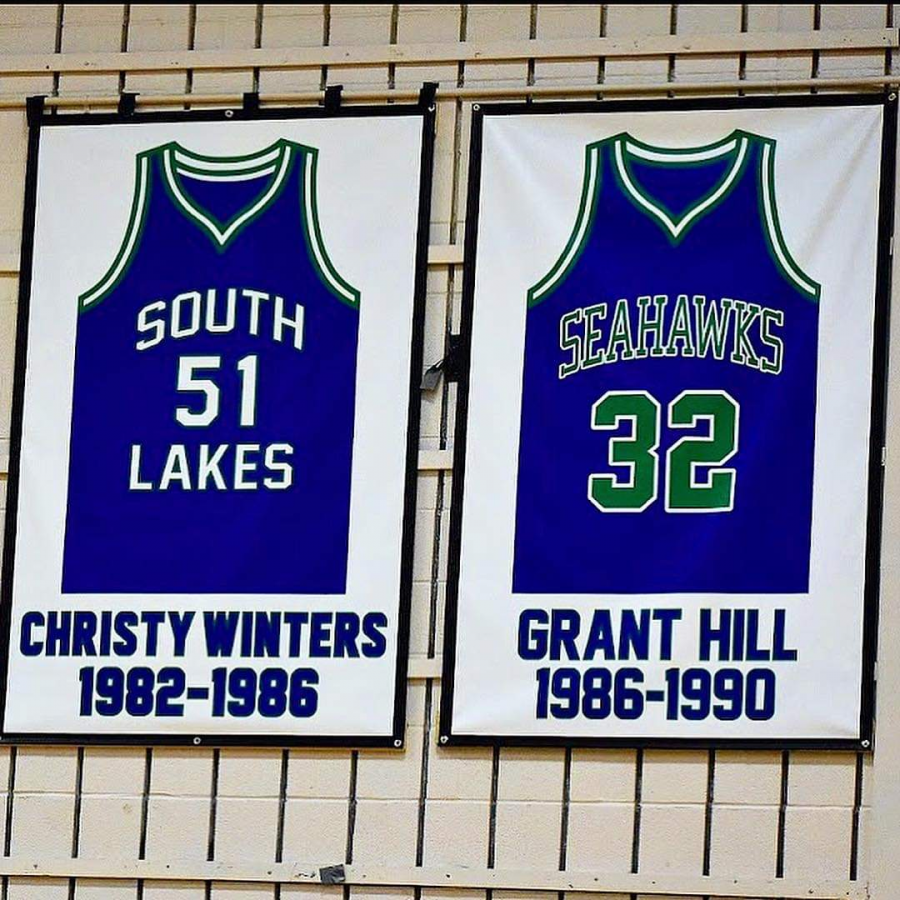 SOUTH
51
LAKES
CHRISTY WINTERS
1982-1986
SEAHAWKS
32
GRANT HILL
1986-1990